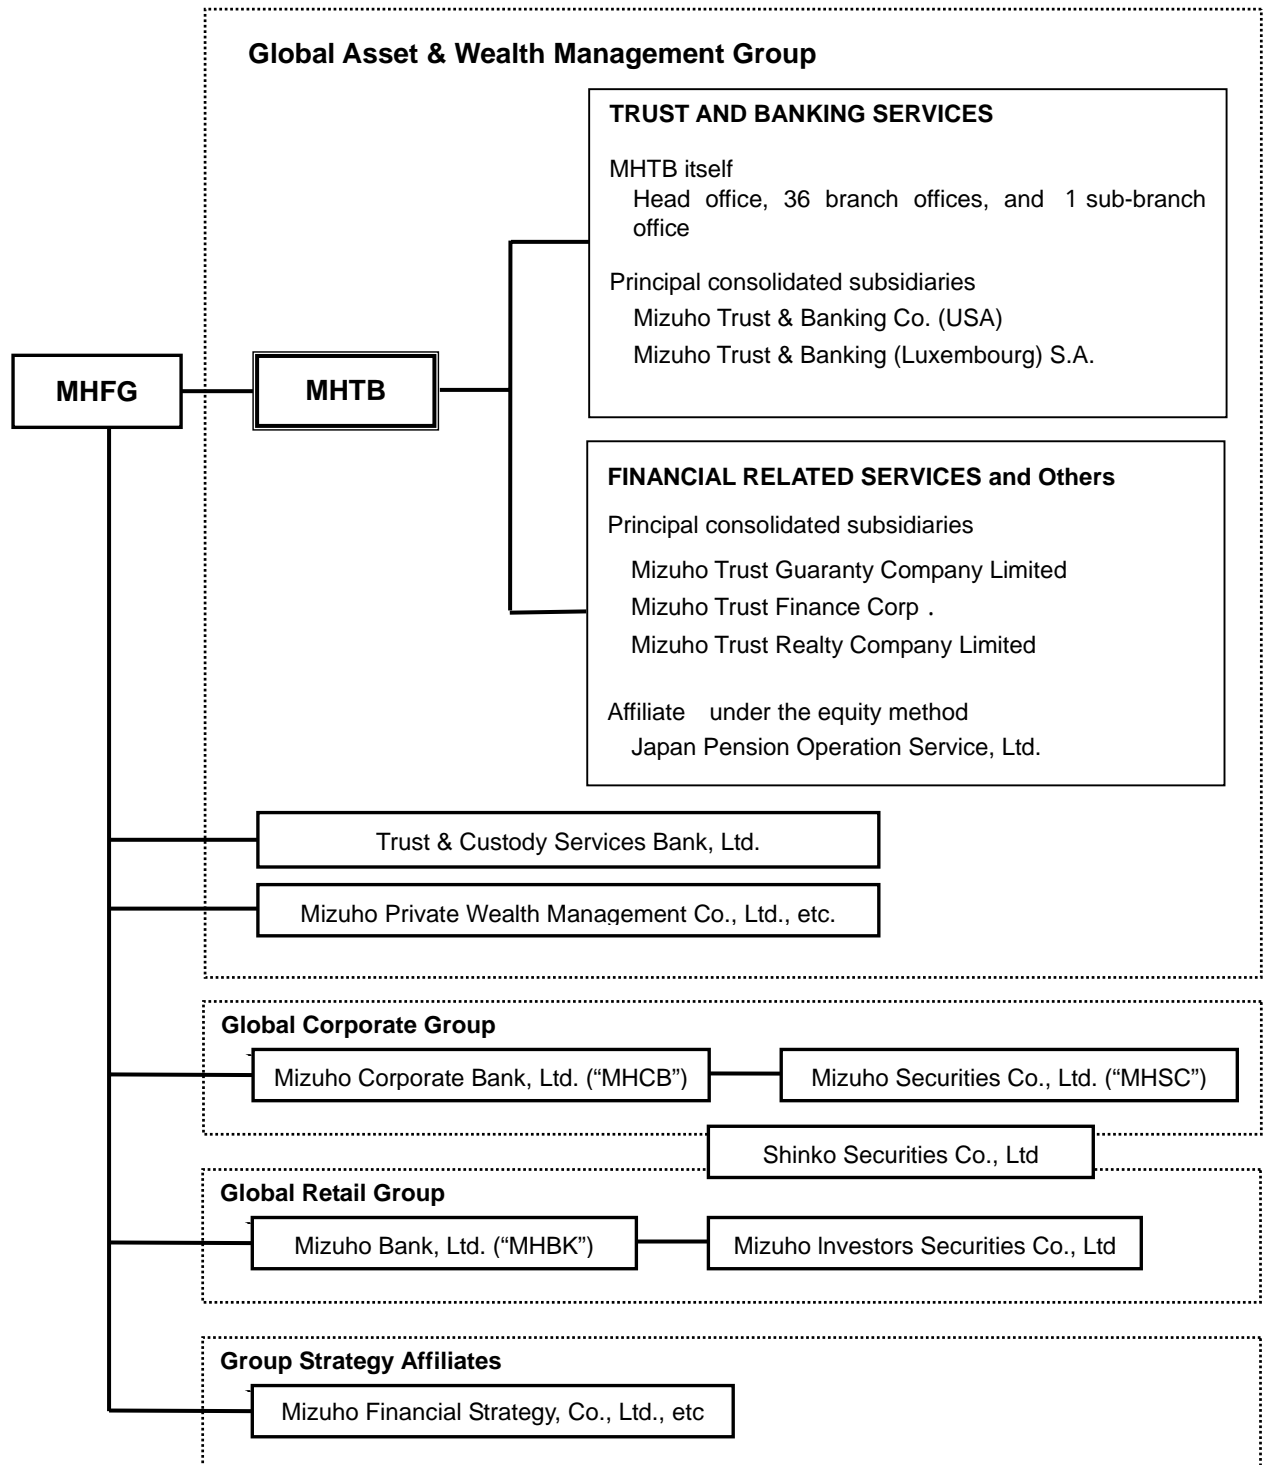 Global Asset & Wealth Management Group
TRUST AND BANKING SERVICES
MHTB itself
Head office, 36 branch offices, and 1 sub-branch
office
Principal consolidated subsidiaries
Mizuho Trust & Banking Co. (USA)
Mizuho Trust & Banking (Luxembourg) S.A.
MHFG
MHTB
FINANCIAL RELATED SERVICES and Others
Principal consolidated subsidiaries
Mizuho Trust Guaranty Company Limited
Mizuho Trust Finance Corp .
Mizuho Trust Realty Company Limited
Affiliate under the equity method
Japan Pension Operation Service, Ltd.
Trust & Custody Services Bank, Ltd.
Mizuho Private Wealth Management Co., Ltd., etc.
Global Corporate Group
Mizuho Corporate Bank, Ltd. (“MHCB”)
Mizuho Securities Co., Ltd. (“MHSC”)
Shinko Securities Co., Ltd
Global Retail Group
Mizuho Bank, Ltd. (“MHBK”)
Mizuho Investors Securities Co., Ltd
Group Strategy Affiliates
Mizuho Financial Strategy, Co., Ltd., etc